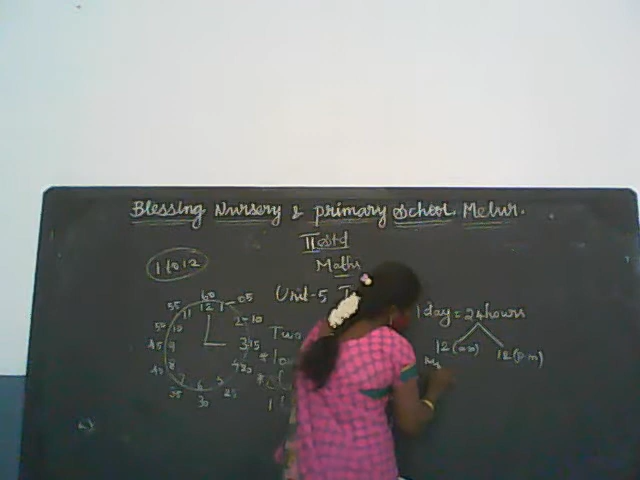 Blessing Nursery & primary School. Melur.
II Std
Maths
1 to 12
Unit-5
60
55 05
11 12 1
50 10 2-10
45 9 3 15
40 8 4 20
7 6 5
35 30 25
Two
1 day = 24 hours
12 (a.m) 12 (p.m)